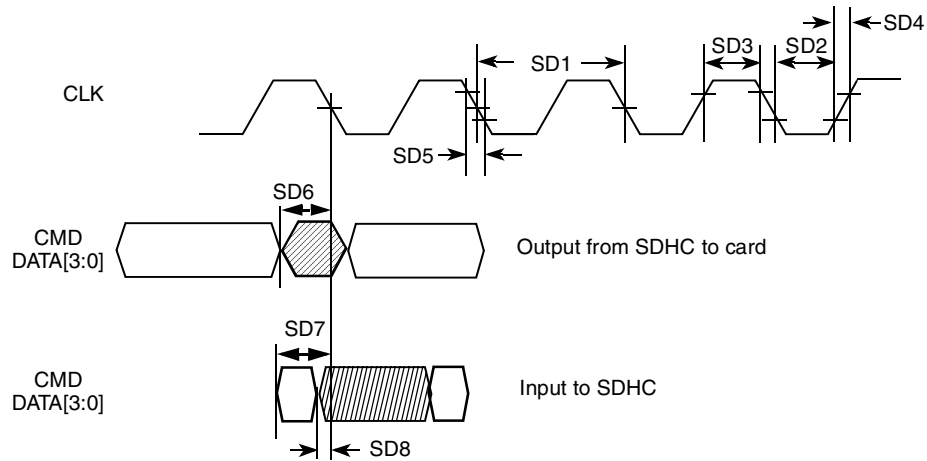 SD4
SD3
SD2
SD1
CLK
SD5
SD6
CMD
DATA[3:0]
Output from SDHC to card
SD7
CMD
DATA[3:0]
Input to SDHC
SD8